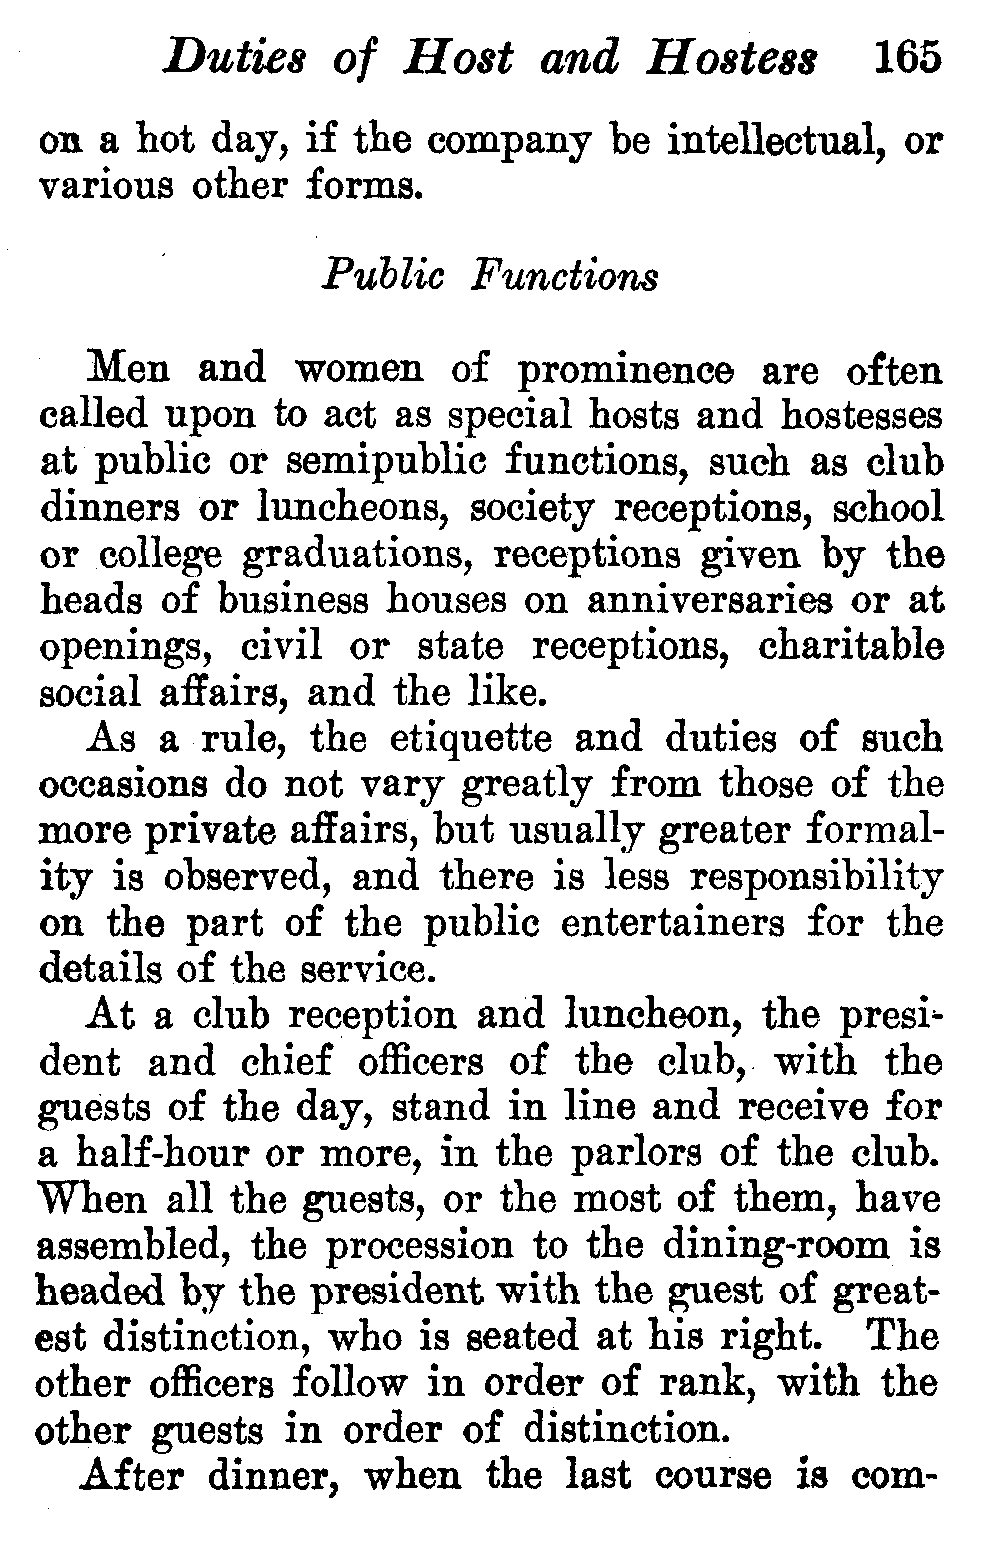 Duties of Host and Hostess 165
on a hot day, if the company be intellectual, or
various other forms.
Public Functions
Men and women of prominence are often
called upon to act as special hosts and hostesses
at public or semipublic functions, such as club
dinners or luncheons, society receptions, school
or college graduations, receptions given by the
heads of business houses on anniversaries or at
openings, civil or state receptions, charitable
social affairs, and the like.
As a rule, the etiquette and duties of such
occasions do not vary greatly from those of the
more private affairs, but usually greater formal-
ity is observed, and there is less responsibility
on the part of the public entertainers for the
details of the service.
At a club reception and luncheon, the presi-
dent and chief officers of the club, with the
guests of the day, stand in line and receive for
a half-hour or more, in the parlors of the club.
When all the guests, or the most of them, have
assembled, the procession to the dining-room is
headed by the president with the guest of great-
est distinction, who is seated at his right. The
other officers follow in order of rank, with the
other guests in order of distinction.
After dinner, when the last course is com-